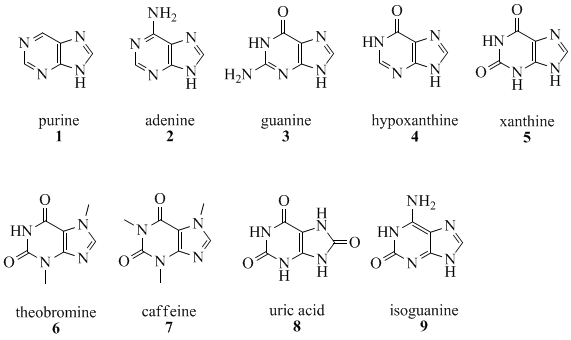 NH₂
O
O
O
N
N
N
N
H
N
N
N
N
H
HN
H₂N
N
N
N
H
HN
N
N
N
H
HN
O
N
H
N
N
H
purine
adenine
guanine
hypoxanthine
xanthine
1
2
3
4
5
O
O
O
NH₂
HN
O
N
N
N
N
O
N
N
N
HN
O
N
H
H
N
N
H
O
HN
O
N
N
N
H
theobromine
caffeine
uric acid
isoguanine
6
7
8
9